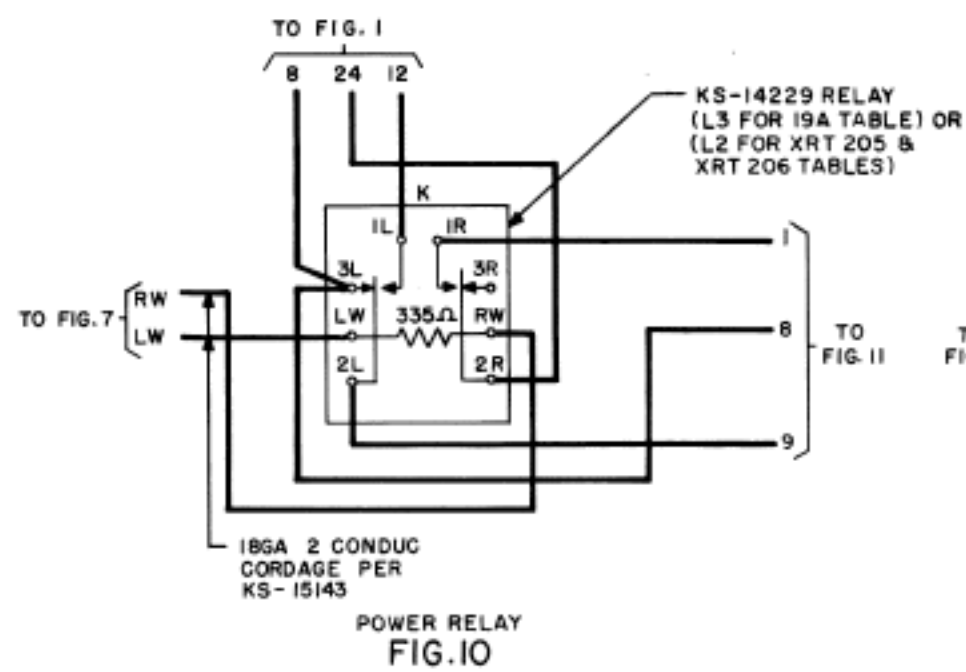 TO FIG. 1
8 24 12
KS-14229 RELAY
(L3 FOR 19A TABLE) OR
(L2 FOR XRT 205 &
XRT 206 TABLES)
K
1L 1R
1
3L 3R
RW
TO FIG. 7
LW
LW 335Ω RW
8
TO
FIG. 11
2L 2R
9
18GA 2 CONDUC
CORDAGE PER
KS-15143
POWER RELAY
FIG.10